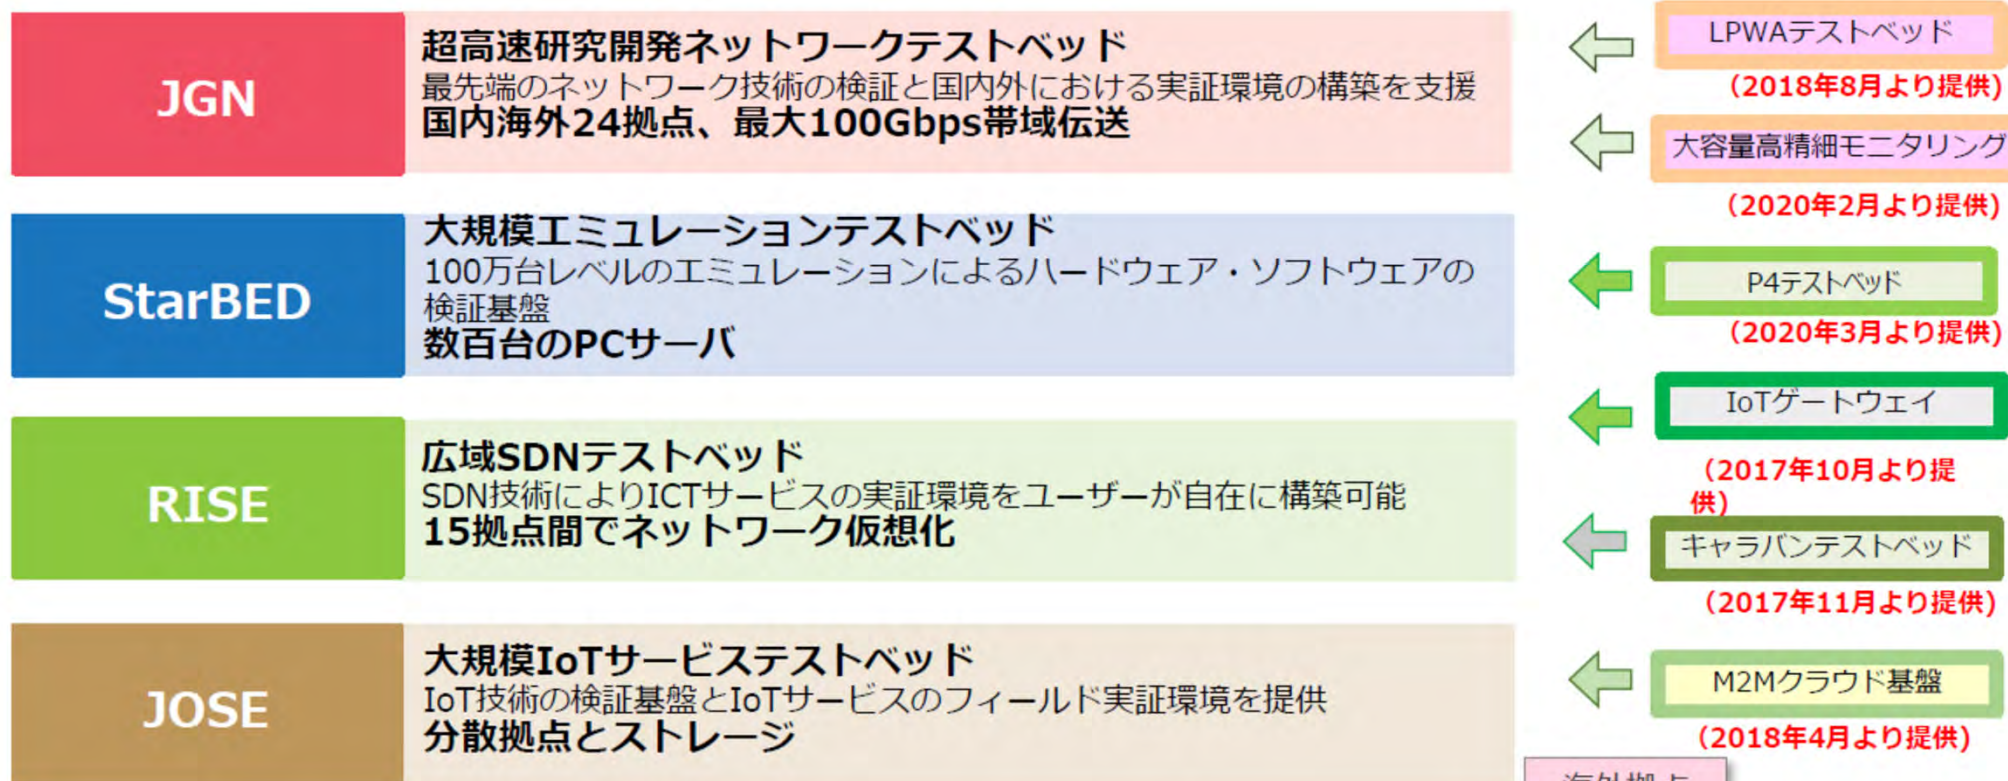 JGN
超高速研究開発ネットワークテストベッド
最先端のネットワーク技術の検証と国内外における実証環境の構築を支援
国内海外24拠点、最大100Gbps帯域伝送
LPWAテストベッド
(2018年8月より提供)
大容量高精細モニタリング
(2020年2月より提供)
StarBED
大規模エミュレーションテストベッド
100万台レベルのエミュレーションによるハードウェア・ソフトウェアの
検証基盤
数百台のPCサーバ
P4テストベッド
(2020年3月より提供)
IoTゲートウェイ
(2017年10月より提
供)
RISE
広域SDNテストベッド
SDN技術によりICTサービスの実証環境をユーザーが自在に構築可能
15拠点間でネットワーク仮想化
キャラバンテストベッド
(2017年11月より提供)
JOSE
大規模IoTサービステストベッド
IoT技術の検証基盤とIoTサービスのフィールド実証環境を提供
分散拠点とストレージ
M2Mクラウド基盤
(2018年4月より提供)